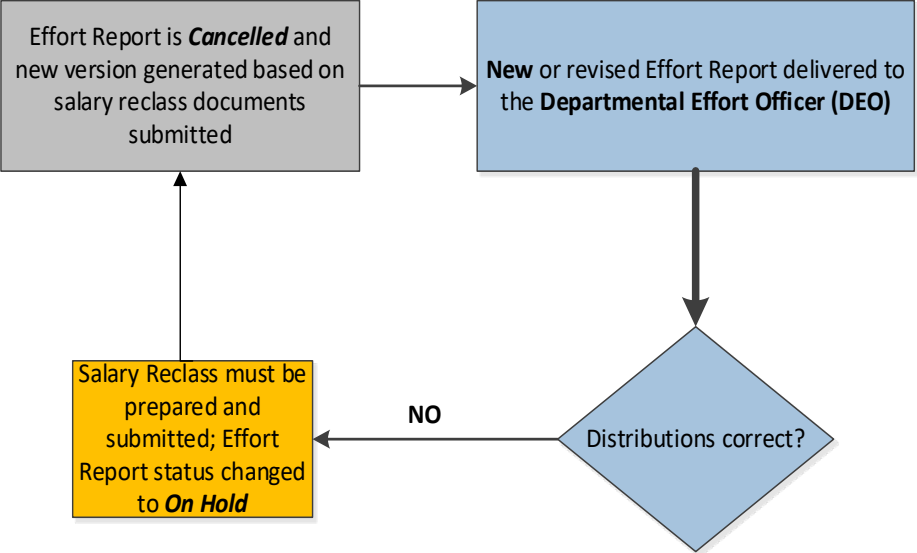 Effort Report is Cancelled and
new version generated based on
salary reclass documents
submitted
New or revised Effort Report delivered to
the Departmental Effort Officer (DEO)
Distributions correct?
NO
Salary Reclass must be
prepared and
submitted; Effort
Report status changed
to On Hold